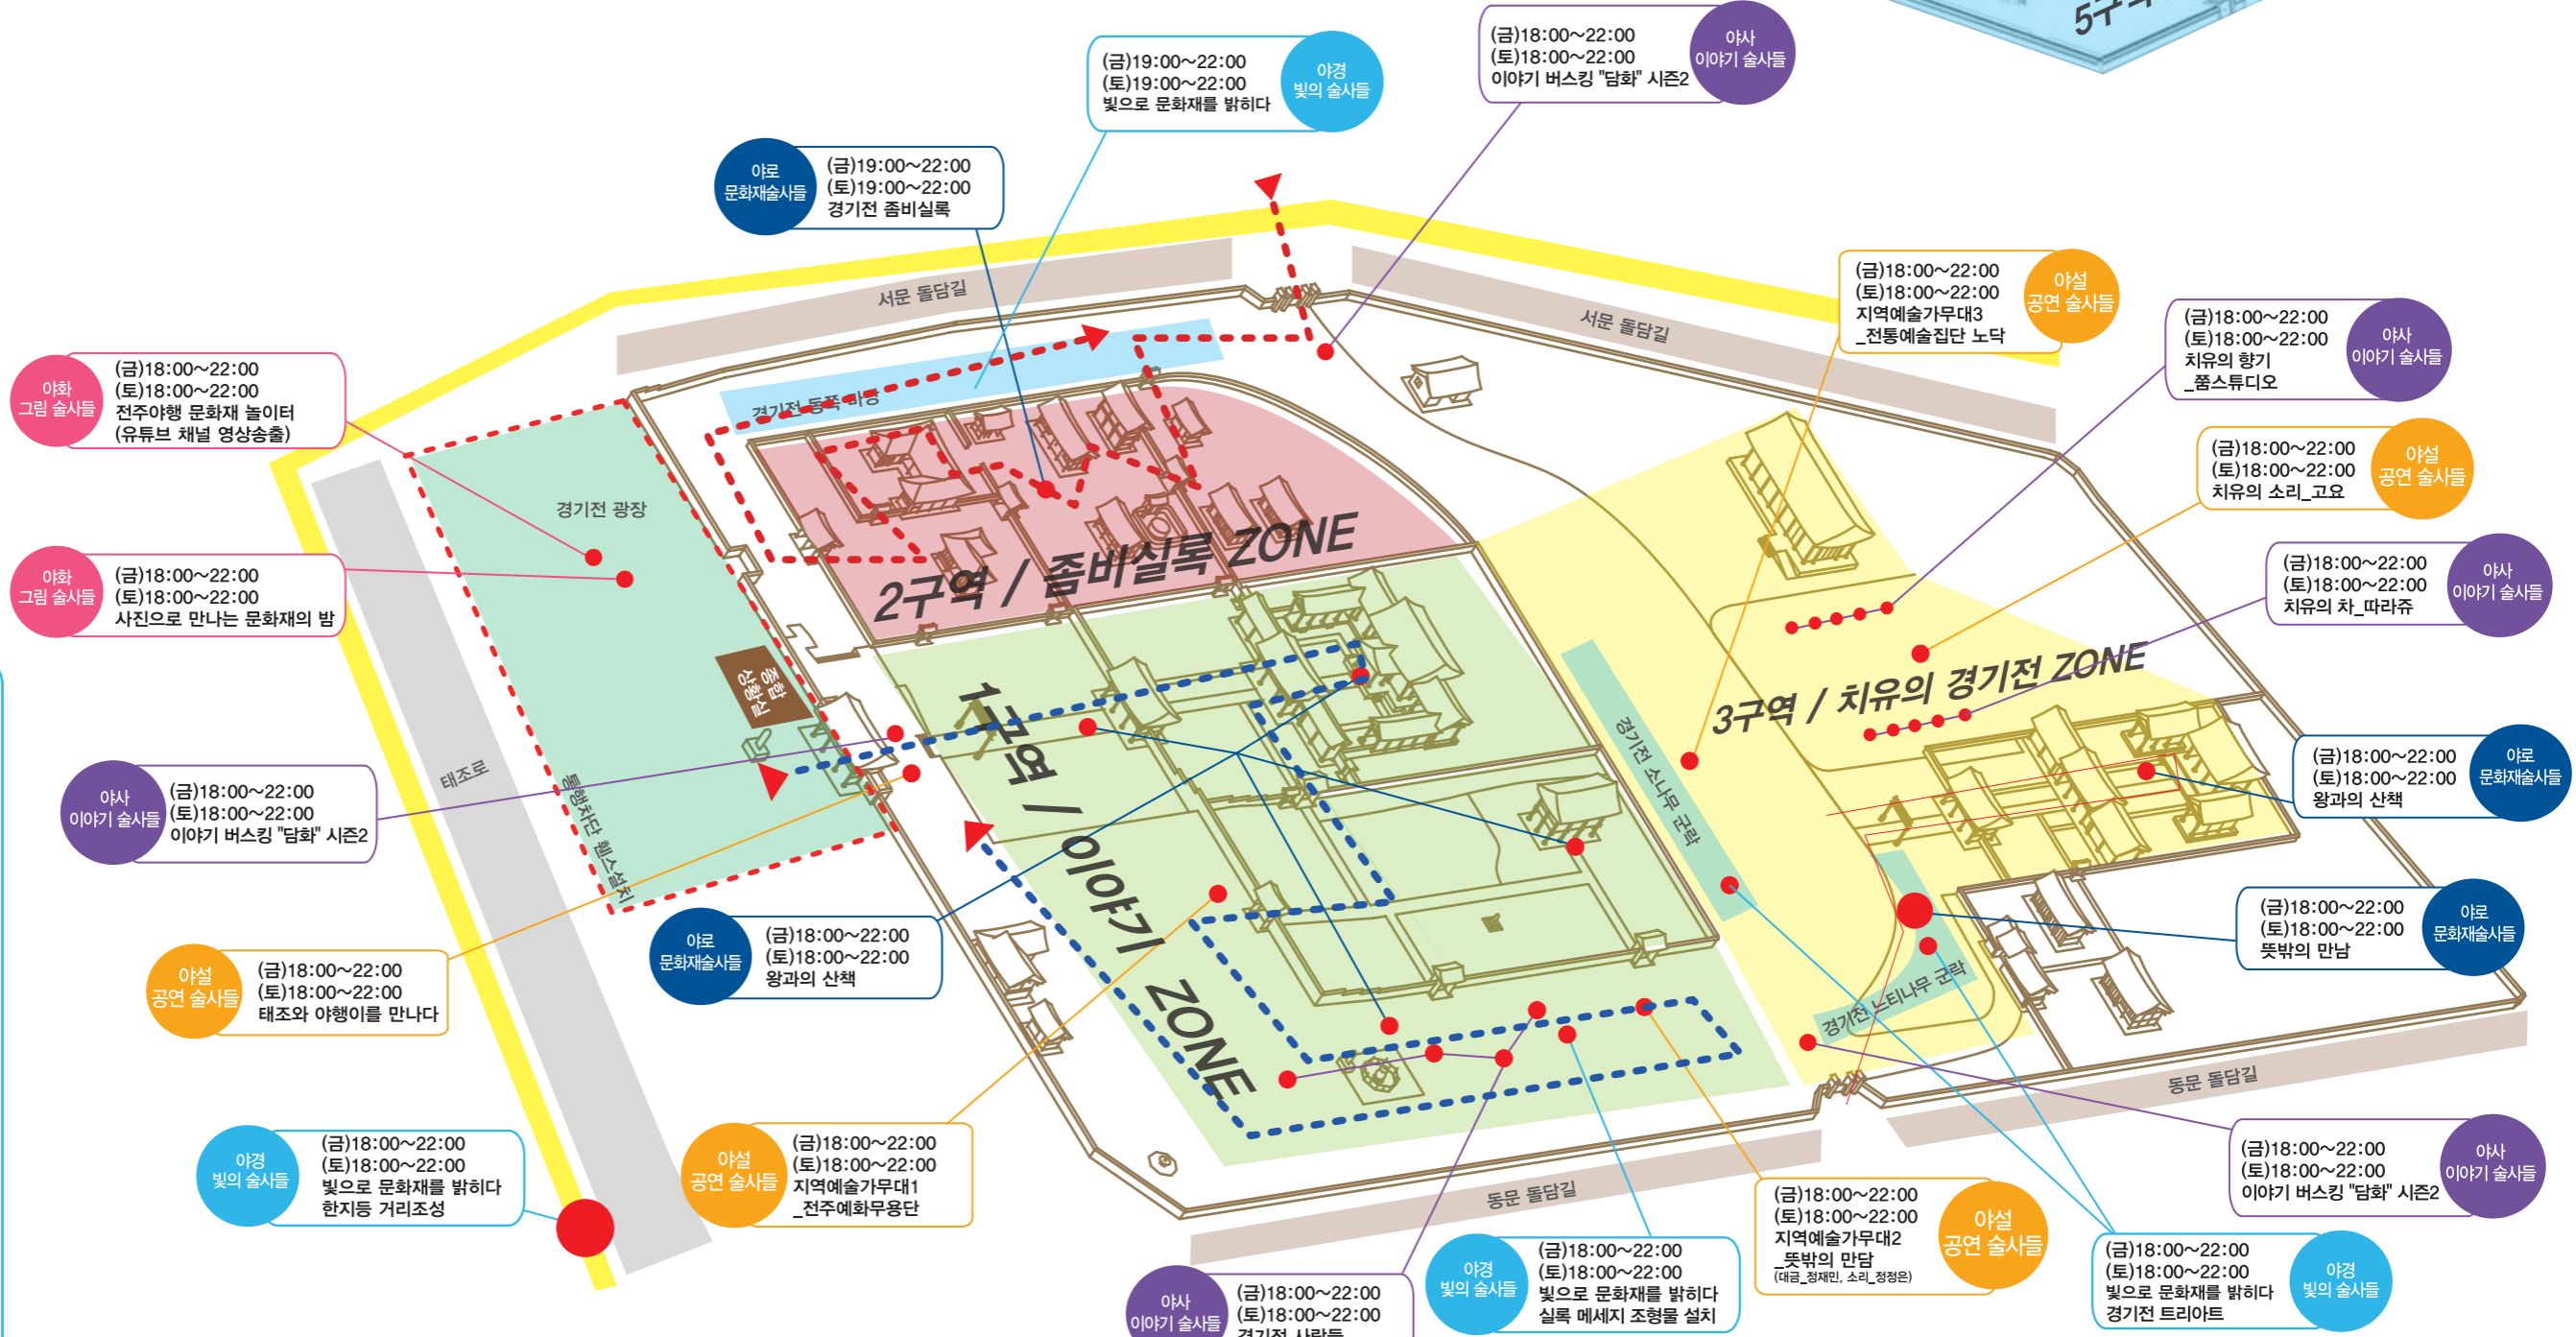 5구역
(금)18:00~22:00
(토)18:00~22:00
이야기 버스킹 "담화" 시즌2
야사
이야기 술사들
(금)19:00~22:00
(토)19:00~22:00
빛으로 문화재를 밝히다
야경
빛의 술사들
야로
문화재술사들
(금)19:00~22:00
(토)19:00~22:00
경기전 좀비실록
서문 돌담길
서문 돌담길
(금)18:00~22:00
(토)18:00~22:00
지역예술가무대3
_전통예술집단 노닥
야설
공연 술사들
(금)18:00~22:00
(토)18:00~22:00
치유의 향기
_쭘스튜디오
야사
이야기 술사들
야화
그림 술사들
(금)18:00~22:00
(토)18:00~22:00
전주야행 문화재 놀이터
(유튜브 채널 영상송출)
경기전 동쪽 마당
(금)18:00~22:00
(토)18:00~22:00
치유의 소리_고요
야설
공연 술사들
경기전 광장
2구역 / 좀비실록 ZONE
야화
그림 술사들
(금)18:00~22:00
(토)18:00~22:00
사진으로 만나는 문화재의 밤
(금)18:00~22:00
(토)18:00~22:00
치유의 차_따라쥬
야사
이야기 술사들
종합
상황실
1구역 / 이야기 ZONE
3구역 / 치유의 경기전 ZONE
경기전 소나무 군락
태조로
통행차단 휀스설치
야사
이야기 술사들
(금)18:00~22:00
(토)18:00~22:00
이야기 버스킹 "담화" 시즌2
(금)18:00~22:00
(토)18:00~22:00
왕과의 산책
야로
문화재술사들
야로
문화재술사들
(금)18:00~22:00
(토)18:00~22:00
왕과의 산책
(금)18:00~22:00
(토)18:00~22:00
뜻밖의 만남
야로
문화재술사들
야설
공연 술사들
(금)18:00~22:00
(토)18:00~22:00
태조와 야행이를 만나다
경기전 느티나무 군락
동문 돌담길
동문 돌담길
야경
빛의 술사들
(금)18:00~22:00
(토)18:00~22:00
빛으로 문화재를 밝히다
한지등 거리조성
야설
공연 술사들
(금)18:00~22:00
(토)18:00~22:00
지역예술가무대1
_전주예화무용단
(금)18:00~22:00
(토)18:00~22:00
이야기 버스킹 "담화" 시즌2
야사
이야기 술사들
(금)18:00~22:00
(토)18:00~22:00
지역예술가무대2
_뜻밖의 만담
(대금_정재민, 소리_정정은)
야설
공연 술사들
야경
빛의 술사들
(금)18:00~22:00
(토)18:00~22:00
빛으로 문화재를 밝히다
실록 메세지 조형물 설치
(금)18:00~22:00
(토)18:00~22:00
빛으로 문화재를 밝히다
경기전 트리아트
야경
빛의 술사들
야사
이야기 술사들
(금)18:00~22:00
(토)18:00~22:00
경기전 사람들